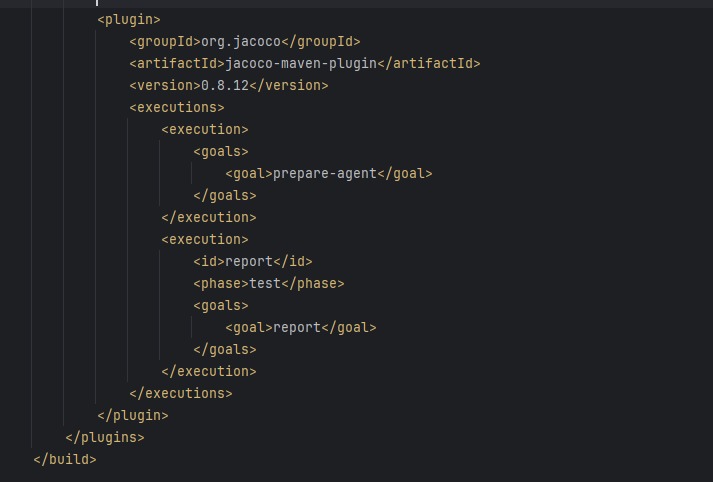 <plugin>
<groupId>org.jacoco</groupId>
<artifactId>jacoco-maven-plugin</artifactId>
<version>0.8.12</version>
<executions>
<execution>
<goals>
<goal>prepare-agent</goal>
</goals>
</execution>
<execution>
<id>report</id>
<phase>test</phase>
<goals>
<goal>report</goal>
</goals>
</execution>
</executions>
</plugin>
</plugins>
</build>